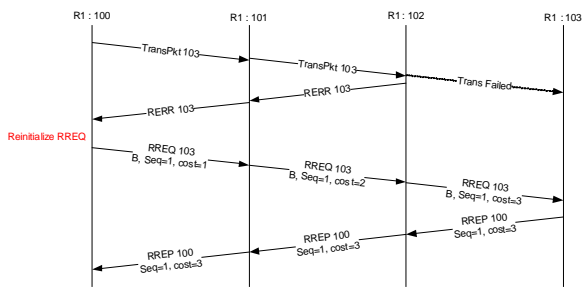 R1 : 100
R1 : 101
R1 : 102
R1 : 103
TransPkt 103
TransPkt 103
Trans Failed
RERR 103
RERR 103
Reinitialize RREQ
RREQ 103
B, Seq=1, cost=1
RREQ 103
B, Seq=1, cost=2
RREQ 103
B, Seq=1, cost=3
RREP 100
Seq=1, cost=3
RREP 100
Seq=1, cost=3
RREP 100
Seq=1, cost=3